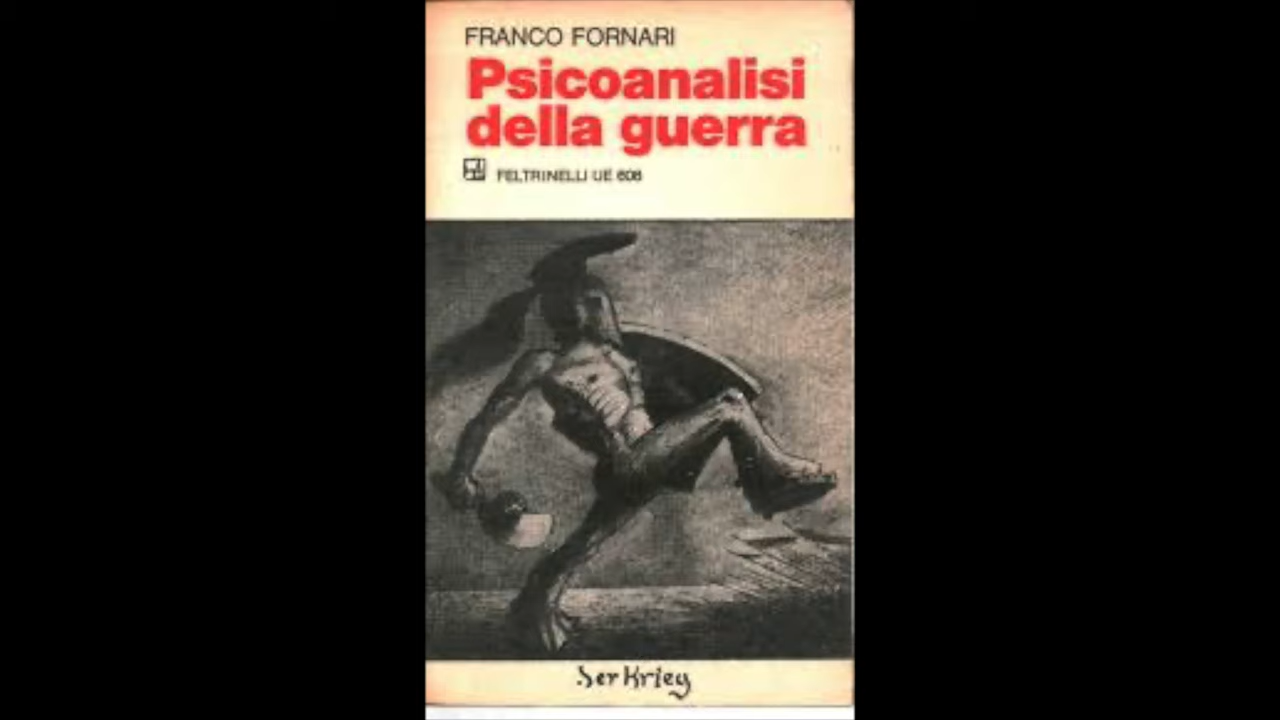 FRANCO FORNARI
Psicoanalisi
della guerra
FELTRINELLI UE 608
Der Krieg